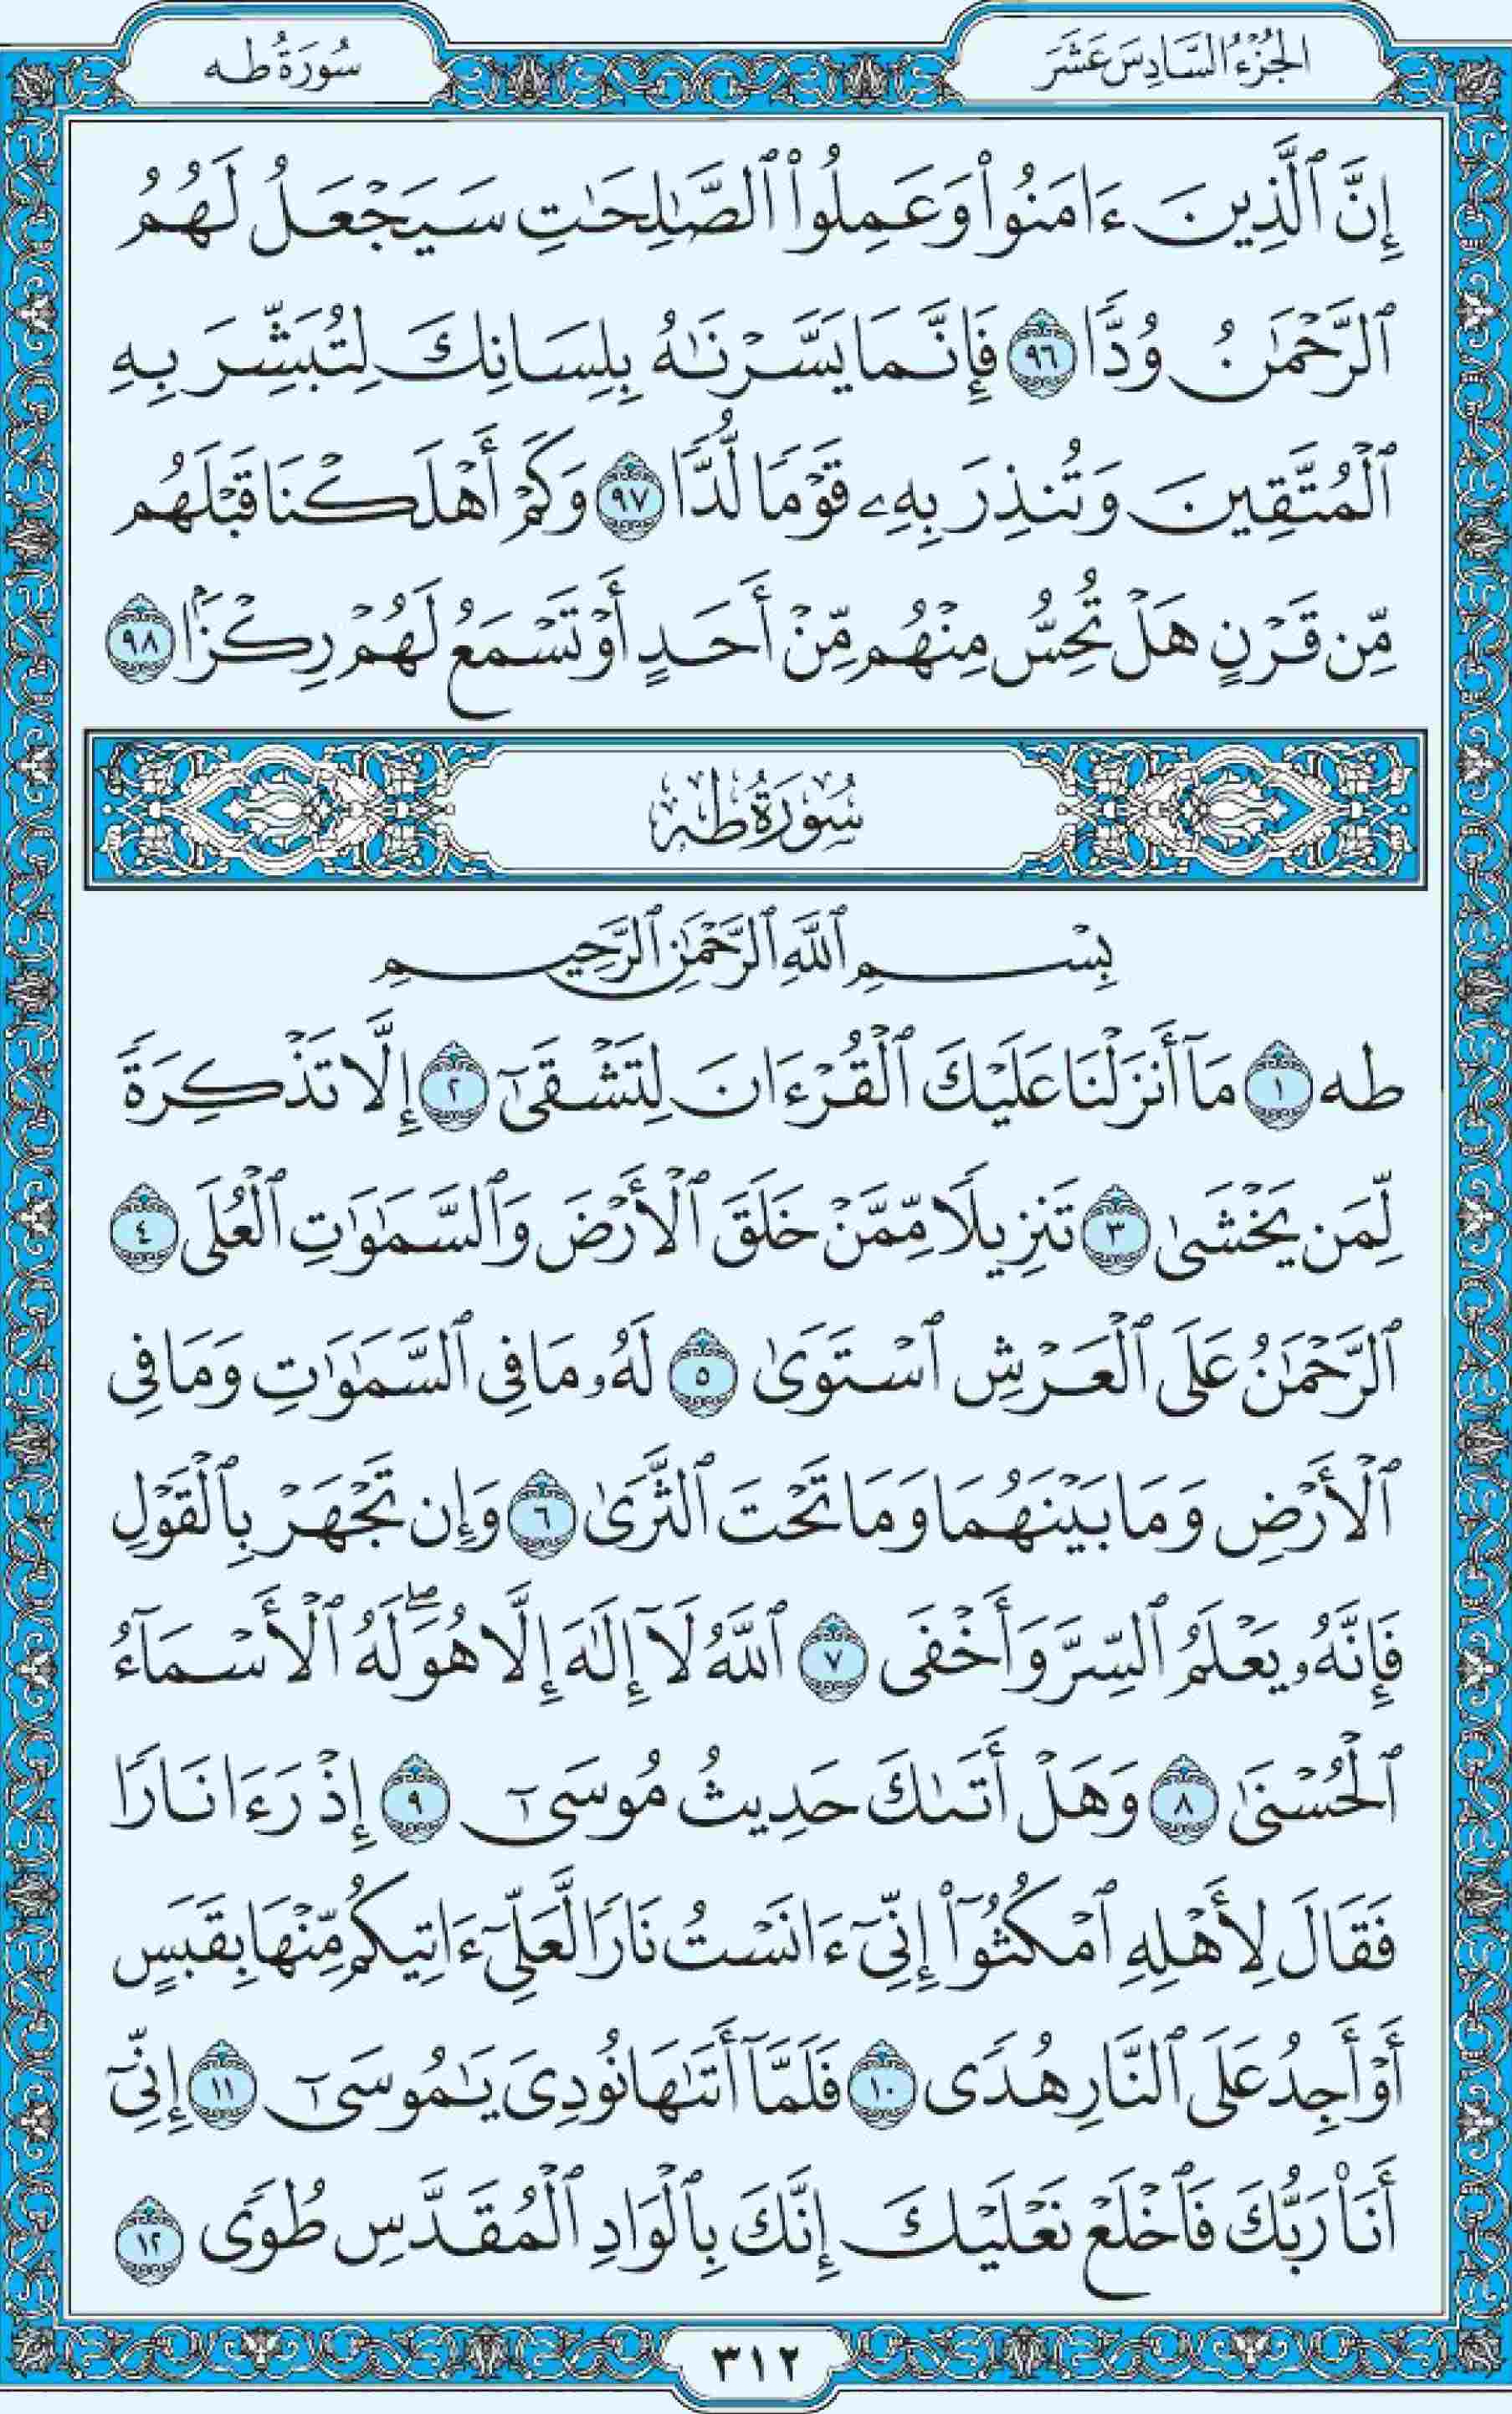 الجُزْءُ السَّادِسَ عَشَرَ
سُورَةُ طه
إِنَّ ٱلَّذِينَ ءَامَنُواْ وَعَمِلُواْ ٱلصَّٰلِحَٰتِ سَيَجْعَلُ لَهُمُ
ٱلرَّحْمَٰنُ وُدًّا ٩٦ فَإِنَّمَا يَسَّرْنَٰهُ بِلِسَانِكَ لِتُبَشِّرَ بِهِ
ٱلْمُتَّقِينَ وَتُنذِرَ بِهِۦ قَوْمًا لُّدًّا ٩٧ وَكَمْ أَهْلَكْنَا قَبْلَهُم
مِّن قَرْنٍ هَلْ تُحِسُّ مِنْهُم مِّنْ أَحَدٍ أَوْ تَسْمَعُ لَهُمْ رِكْزَۢا ٩٨
سُورَةُ طه
بِسْمِ ٱللَّهِ ٱلرَّحْمَٰنِ ٱلرَّحِيمِ
طه ١ مَآ أَنزَلْنَا عَلَيْكَ ٱلْقُرْءَانَ لِتَشْقَىٰٓ ٢ إِلَّا تَذْكِرَةً
لِّمَن يَخْشَىٰ ٣ تَنزِيلًا مِّمَّنْ خَلَقَ ٱلْأَرْضَ وَٱلسَّمَٰوَٰتِ ٱلْعُلَى ٤
ٱلرَّحْمَٰنُ عَلَى ٱلْعَرْشِ ٱسْتَوَىٰ ٥ لَهُۥ مَا فِى ٱلسَّمَٰوَٰتِ وَمَا فِى
ٱلْأَرْضِ وَمَا بَيْنَهُمَا وَمَا تَحْتَ ٱلثَّرَىٰ ٦ وَإِن تَجْهَرْ بِٱلْقَوْلِ
فَإِنَّهُۥ يَعْلَمُ ٱلسِّرَّ وَأَخْفَى ٧ ٱللَّهُ لَآ إِلَٰهَ إِلَّا هُوَۖ لَهُ ٱلْأَسْمَآءُ
ٱلْحُسْنَىٰ ٨ وَهَلْ أَتَىٰكَ حَدِيثُ مُوسَىٰٓ ٩ إِذْ رَءَا نَارًا
فَقَالَ لِأَهْلِهِ ٱمْكُثُوٓاْ إِنِّىٓ ءَانَسْتُ نَارًا لَّعَلِّىٓ ءَاتِيكُم مِّنْهَا بِقَبَسٍ
أَوْ أَجِدُ عَلَى ٱلنَّارِ هُدًى ١٠ فَلَمَّآ أَتَىٰهَا نُودِىَ يَٰمُوسَىٰٓ ١١ إِنِّىٓ
أَنَا۠ رَبُّكَ فَٱخْلَعْ نَعْلَيْكَ إِنَّكَ بِٱلْوَادِ ٱلْمُقَدَّسِ طُوًى ١٢
٣١٢